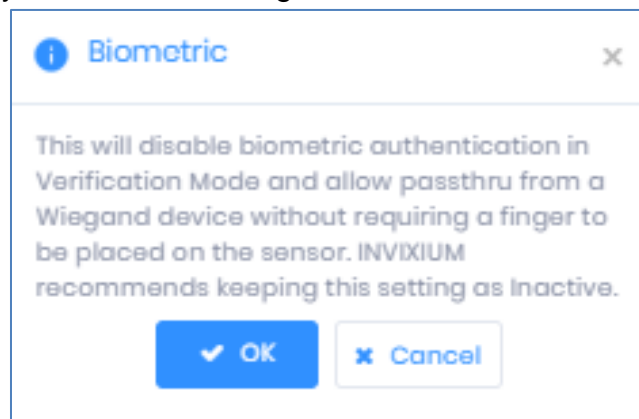 Biometric
This will disable biometric authentication in
Verification Mode and allow passthru from a
Wiegand device without requiring a finger to
be placed on the sensor. INVIXIUM
recommends keeping this setting as Inactive.
OK Cancel